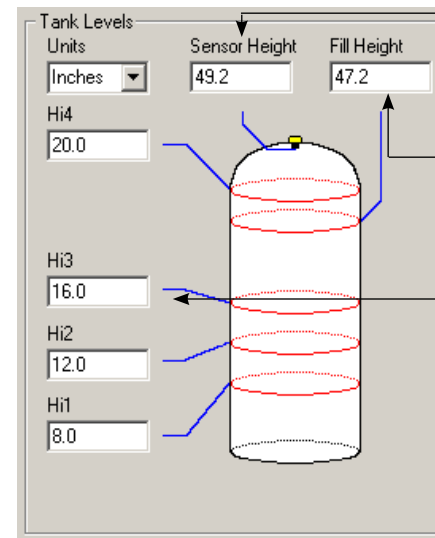 Tank Levels
Units Sensor Height Fill Height
Inches 49.2 47.2
Hi4
20.0
Hi3
16.0
Hi2
12.0
Hi1
8.0